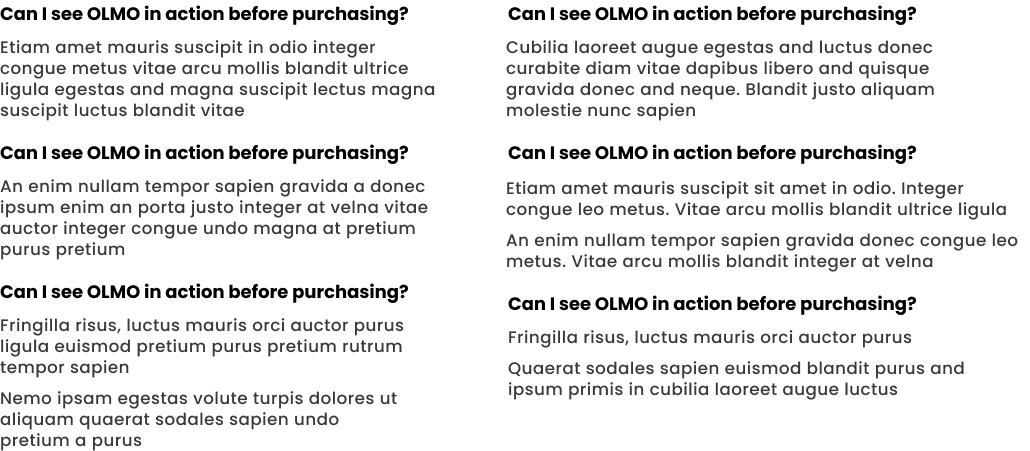 Can I see OLMO in action before purchasing?
Etiam amet mauris suscipit in odio integer
congue metus vitae arcu mollis blandit ultrice
ligula egestas and magna suscipit lectus magna
suscipit luctus blandit vitae
Can I see OLMO in action before purchasing?
An enim nullam tempor sapien gravida a donec
ipsum enim an porta justo integer at velna vitae
auctor integer congue undo magna at pretium
purus pretium
Can I see OLMO in action before purchasing?
Fringilla risus, luctus mauris orci auctor purus
ligula euismod pretium purus pretium rutrum
tempor sapien
Nemo ipsam egestas volute turpis dolores ut
aliquam quaerat sodales sapien undo
pretium a purus
Can I see OLMO in action before purchasing?
Cubilia laoreet augue egestas and luctus donec
curabite diam vitae dapibus libero and quisque
gravida donec and neque. Blandit justo aliquam
molestie nunc sapien
Can I see OLMO in action before purchasing?
Etiam amet mauris suscipit sit amet in odio. Integer
congue leo metus. Vitae arcu mollis blandit ultrice ligula
An enim nullam tempor sapien gravida donec congue leo
metus. Vitae arcu mollis blandit integer at velna
Can I see OLMO in action before purchasing?
Fringilla risus, luctus mauris orci auctor purus
Quaerat sodales sapien euismod blandit purus and
ipsum primis in cubilia laoreet augue luctus